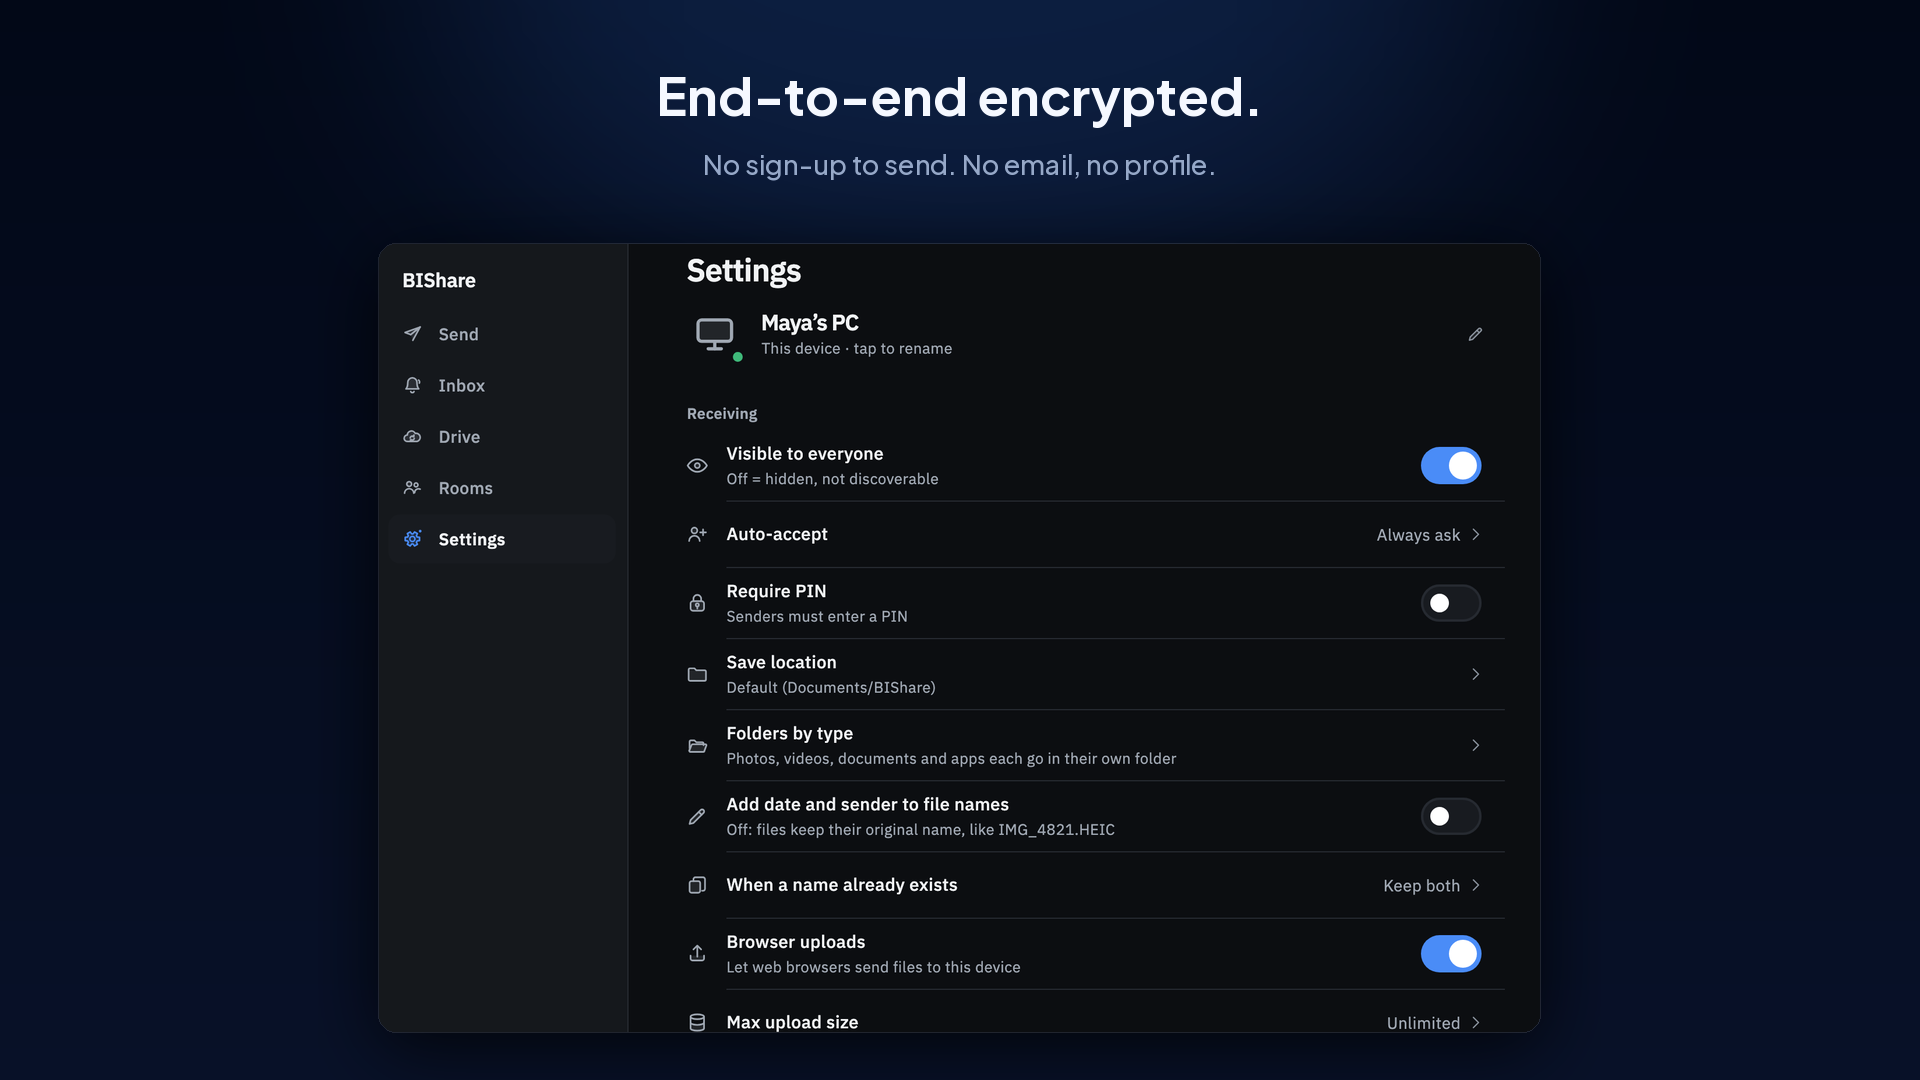 End-to-end encrypted.
No sign-up to send. No email, no profile.
BIShare
Send
Inbox
Drive
Rooms
Settings
Settings
Maya’s PC
This device · tap to rename
Receiving
Visible to everyone
Off = hidden, not discoverable
Auto-accept
Always ask
Require PIN
Senders must enter a PIN
Save location
Default (Documents/BIShare)
Folders by type
Photos, videos, documents and apps each go in their own folder
Add date and sender to file names
Off: files keep their original name, like IMG_4821.HEIC
When a name already exists
Keep both
Browser uploads
Let web browsers send files to this device
Max upload size
Unlimited